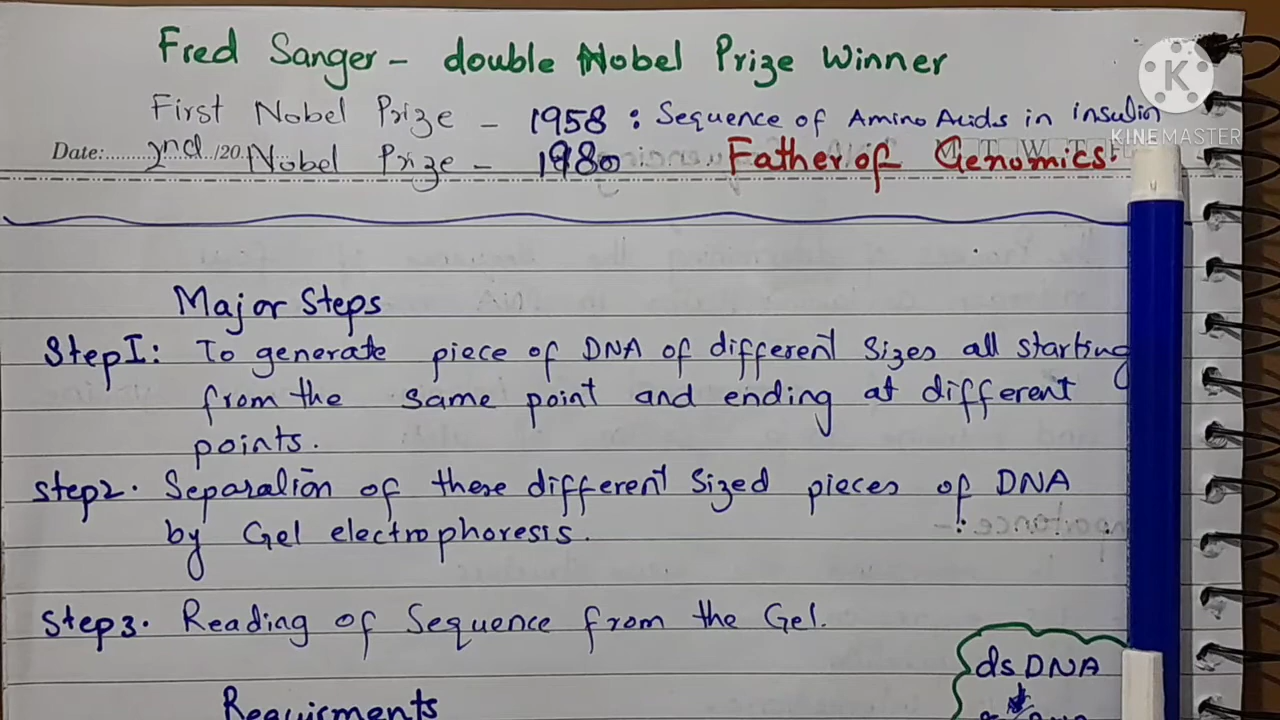 Fred Sanger - double Nobel Prize Winner
First Nobel Prize - 1958 : Sequence of Amino Acids in insulin
KINEMASTER
Date:........2nd..../20. Nobel Prize - 1980 Father of Genomics.
M T W T F
Major Steps
Step I: To generate piece of DNA of different Sizes all starting
from the same point and ending at different
points.
Step2. Separation of these different Sized pieces of DNA
by Gel electrophoresis.
Step3. Reading of Sequence from the Gel.
ds DNA
Requirments